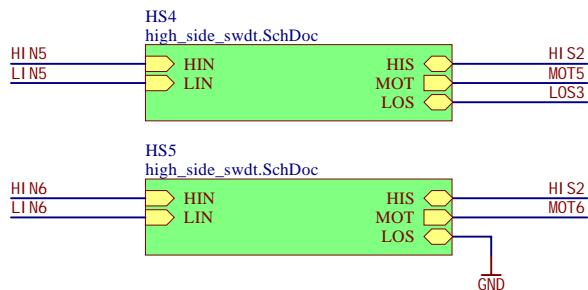 HS4
high_side_swdt.SchDoc
HIN5 HIN HIS HIS2
LIN5 LIN MOT MOT5
LOS LOS3
HS5
high_side_swdt.SchDoc
HIN6 HIN HIS HIS2
LIN6 LIN MOT MOT6
LOS
GND